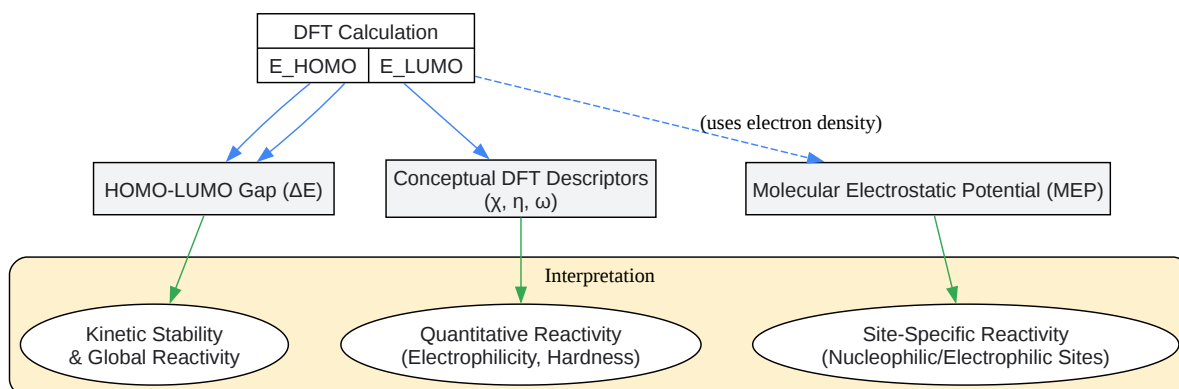 DFT Calculation
E_HOMO
E_LUMO
(uses electron density)
HOMO-LUMO Gap (ΔE)
Conceptual DFT Descriptors
(χ, η, ω)
Molecular Electrostatic Potential (MEP)
Interpretation
Kinetic Stability
& Global Reactivity
Quantitative Reactivity
(Electrophilicity, Hardness)
Site-Specific Reactivity
(Nucleophilic/Electrophilic Sites)